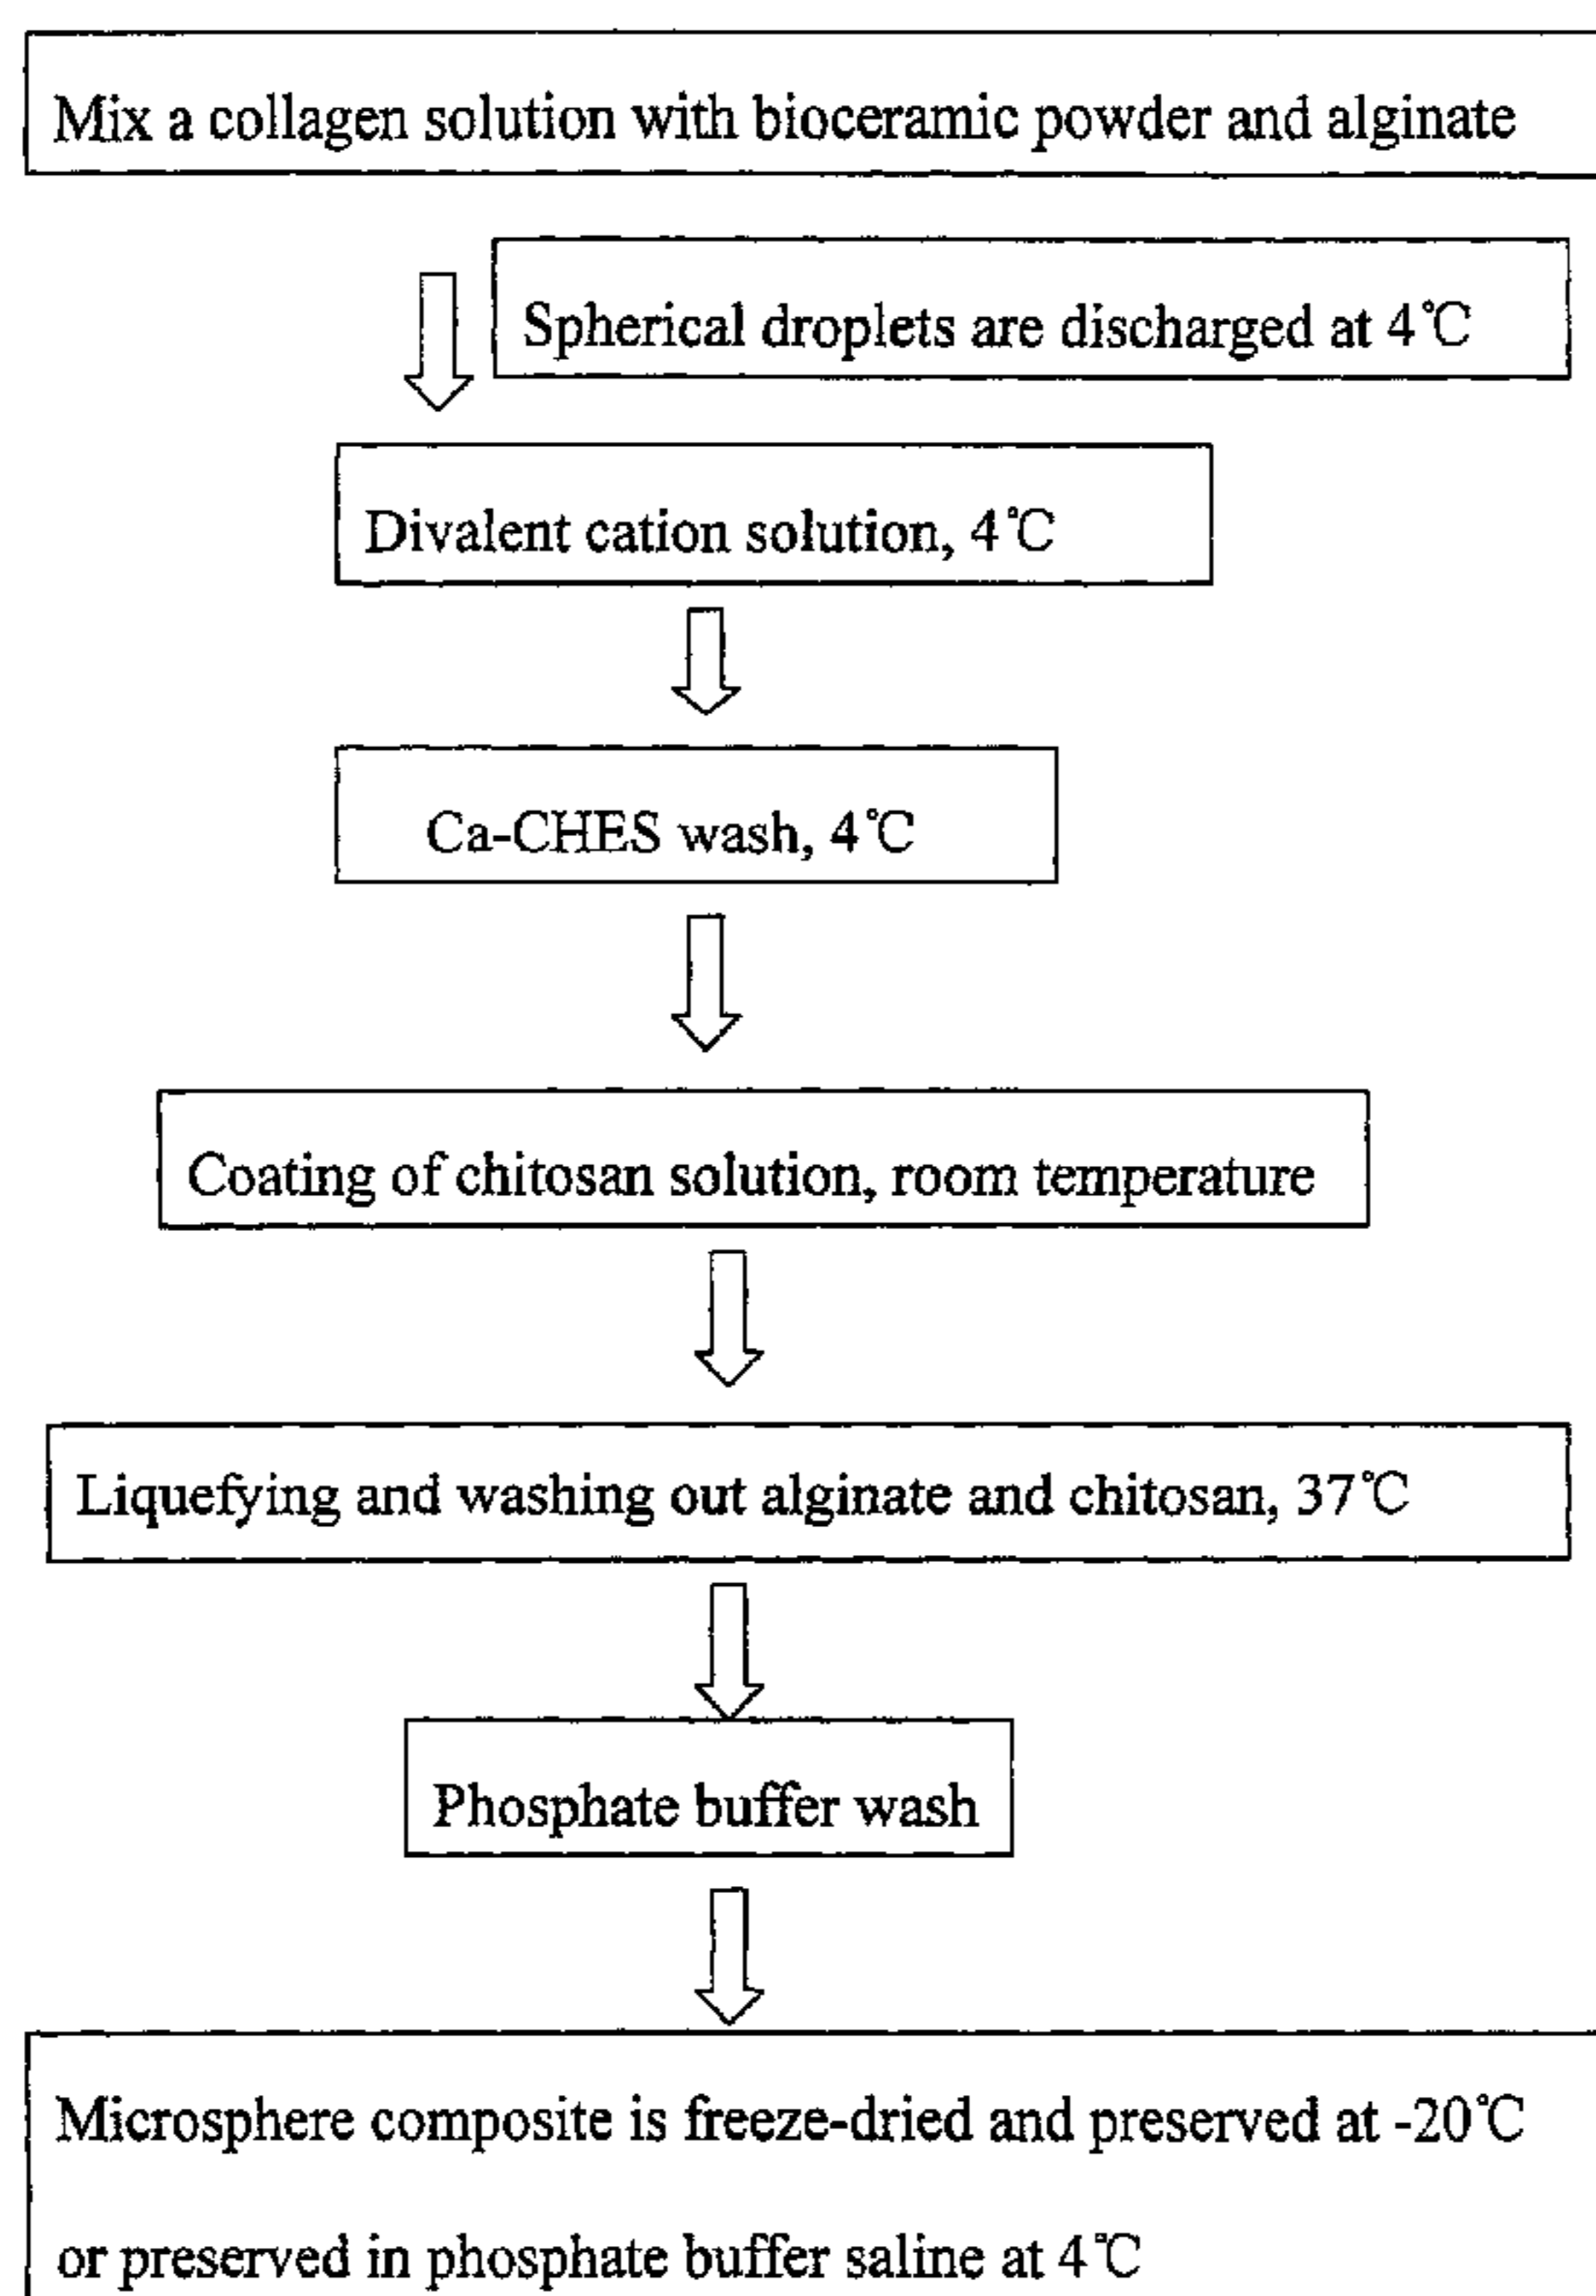 Mix a collagen solution with bioceramic powder and alginate
Spherical droplets are discharged at 4℃
Divalent cation solution, 4℃
Ca-CHES wash, 4℃
Coating of chitosan solution, room temperature
Liquefying and washing out alginate and chitosan, 37℃
Phosphate buffer wash
Microsphere composite is freeze-dried and preserved at -20℃
or preserved in phosphate buffer saline at 4℃